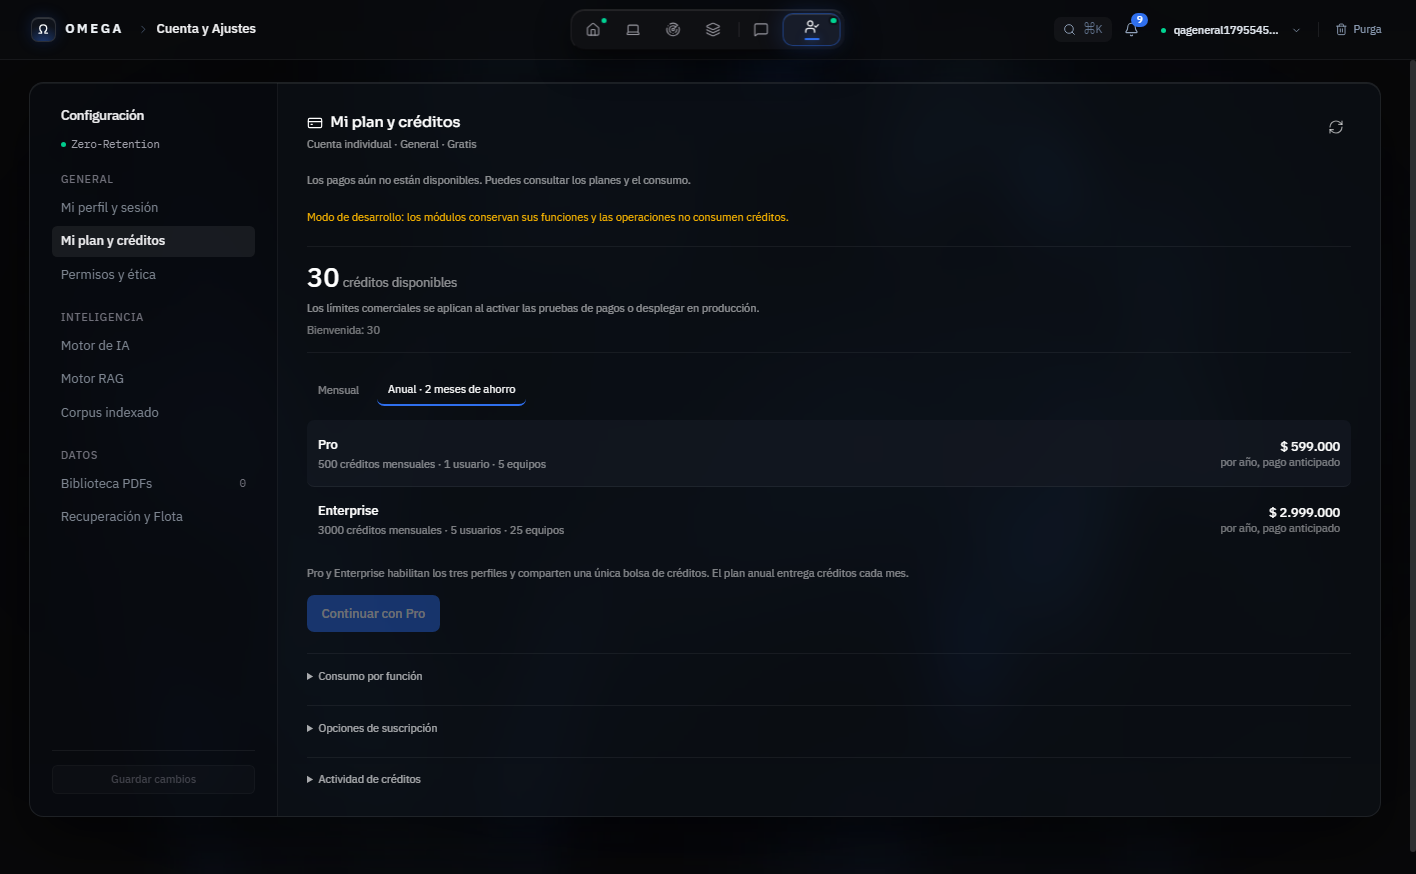 Ω OMEGA › Cuenta y Ajustes
⌘K
9
qageneral1795545...
Purga
Configuración
Zero-Retention
GENERAL
Mi perfil y sesión
Mi plan y créditos
Permisos y ética
INTELIGENCIA
Motor de IA
Motor RAG
Corpus indexado
DATOS
Biblioteca PDFs 0
Recuperación y Flota
Guardar cambios
Mi plan y créditos
Cuenta individual · General · Gratis
Los pagos aún no están disponibles. Puedes consultar los planes y el consumo.
Modo de desarrollo: los módulos conservan sus funciones y las operaciones no consumen créditos.
30 créditos disponibles
Los límites comerciales se aplican al activar las pruebas de pagos o desplegar en producción.
Bienvenida: 30
Mensual
Anual · 2 meses de ahorro
Pro
500 créditos mensuales · 1 usuario · 5 equipos
$ 599.000
por año, pago anticipado
Enterprise
3000 créditos mensuales · 5 usuarios · 25 equipos
$ 2.999.000
por año, pago anticipado
Pro y Enterprise habilitan los tres perfiles y comparten una única bolsa de créditos. El plan anual entrega créditos cada mes.
Continuar con Pro
Consumo por función
Opciones de suscripción
Actividad de créditos